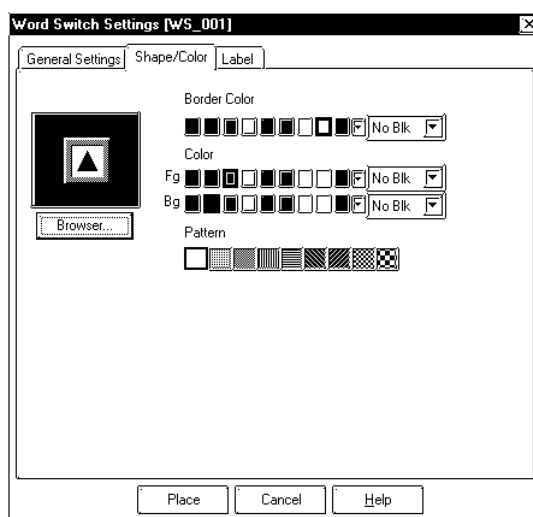 Word Switch Settings [WS_001]
General Settings Shape/Color Label
Border Color
No Blk
Color
Fg No Blk
Bg No Blk
Browser...
Pattern
Place Cancel Help